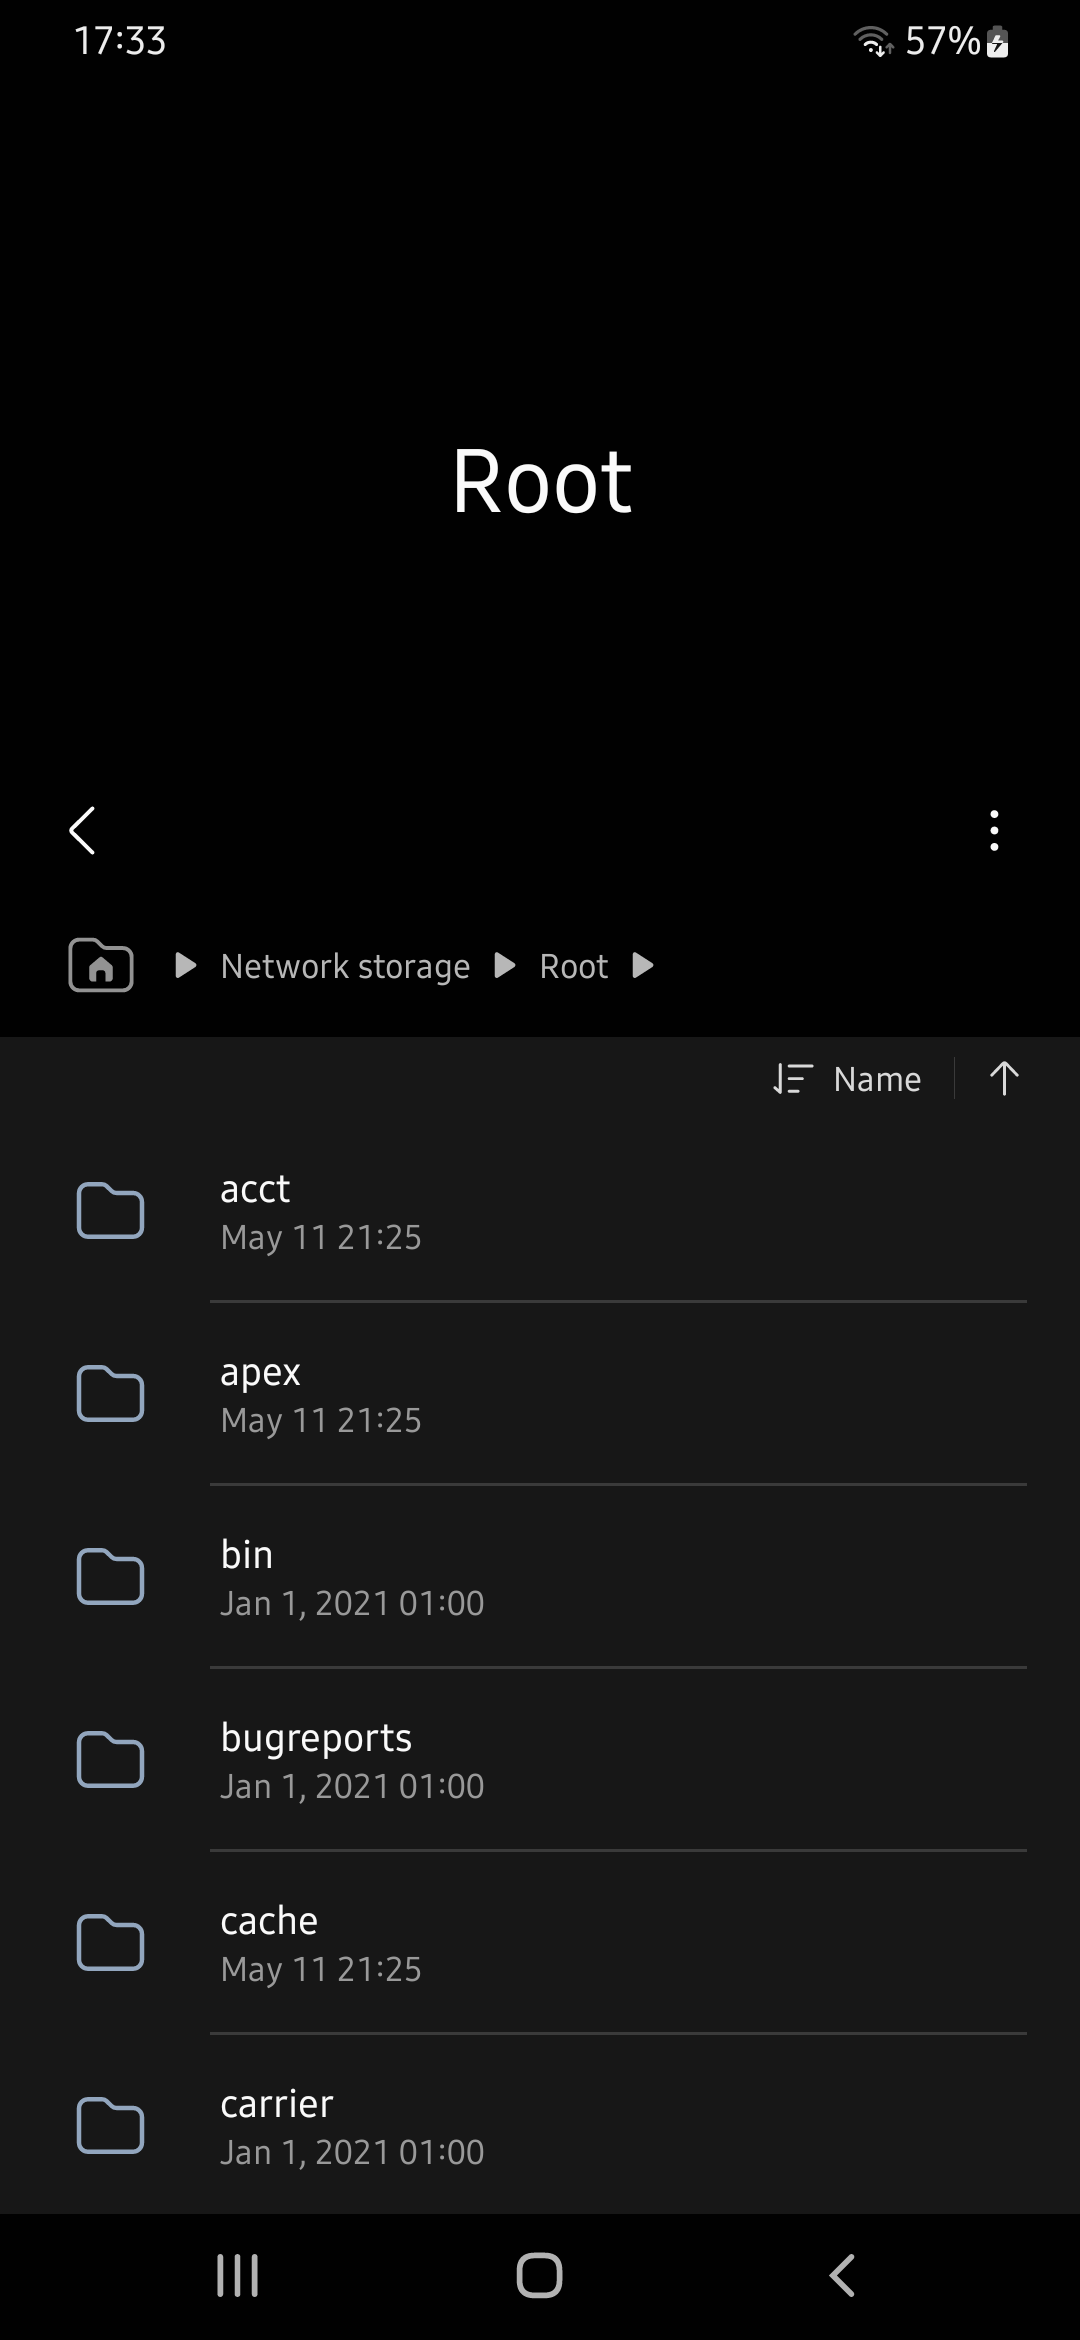 17:33
57%
Root
Network storage
Root
Name
acct
May 11 21:25
apex
May 11 21:25
bin
Jan 1, 2021 01:00
bugreports
Jan 1, 2021 01:00
cache
May 11 21:25
carrier
Jan 1, 2021 01:00